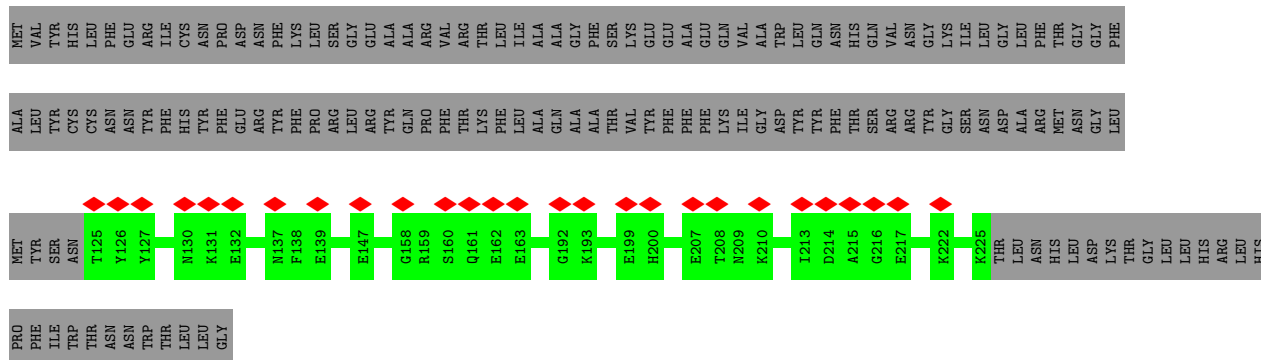 MET VAL TYR HIS LEU PHE GLU ARG ILE CYS ASN PRO ASP ASN PHE LYS LEU SER GLY GLU ALA ALA ARG VAL ARG THR LEU ILE ALA ALA GLY PHE SER LYS GLU GLU ALA GLU GLN VAL ALA TRP LEU GLN ASN HIS GLN VAL ASN GLY LYS ILE LEU GLY LEU PHE THR GLY GLY PHE
ALA LEU TYR CYS CYS ASN ASN TYR PHE HIS TYR PHE GLU ARG TYR PHE PRO ARG LEU ARG TYR GLN PRO PHE THR LYS PHE LEU ALA GLN ALA ALA THR VAL TYR PHE PHE PHE LYS ILE GLY ASP TYR TYR PHE THR SER ARG ARG TYR GLY SER ASN ASP ALA ARG MET ASN GLY LEU
MET TYR SER ASN T125 Y126 Y127 N130 K131 E132 N137 F138 E139 E147 G158 R159 S160 Q161 E162 E163 G192 K193 E199 H200 E207 T208 N209 K210 I213 D214 A215 G216 E217 K222 K225 THR LEU ASN HIS LEU ASP LYS THR GLY LEU LEU HIS ARG LEU HIS
PRO PHE ILE TRP THR ASN ASN TRP THR LEU LEU GLY